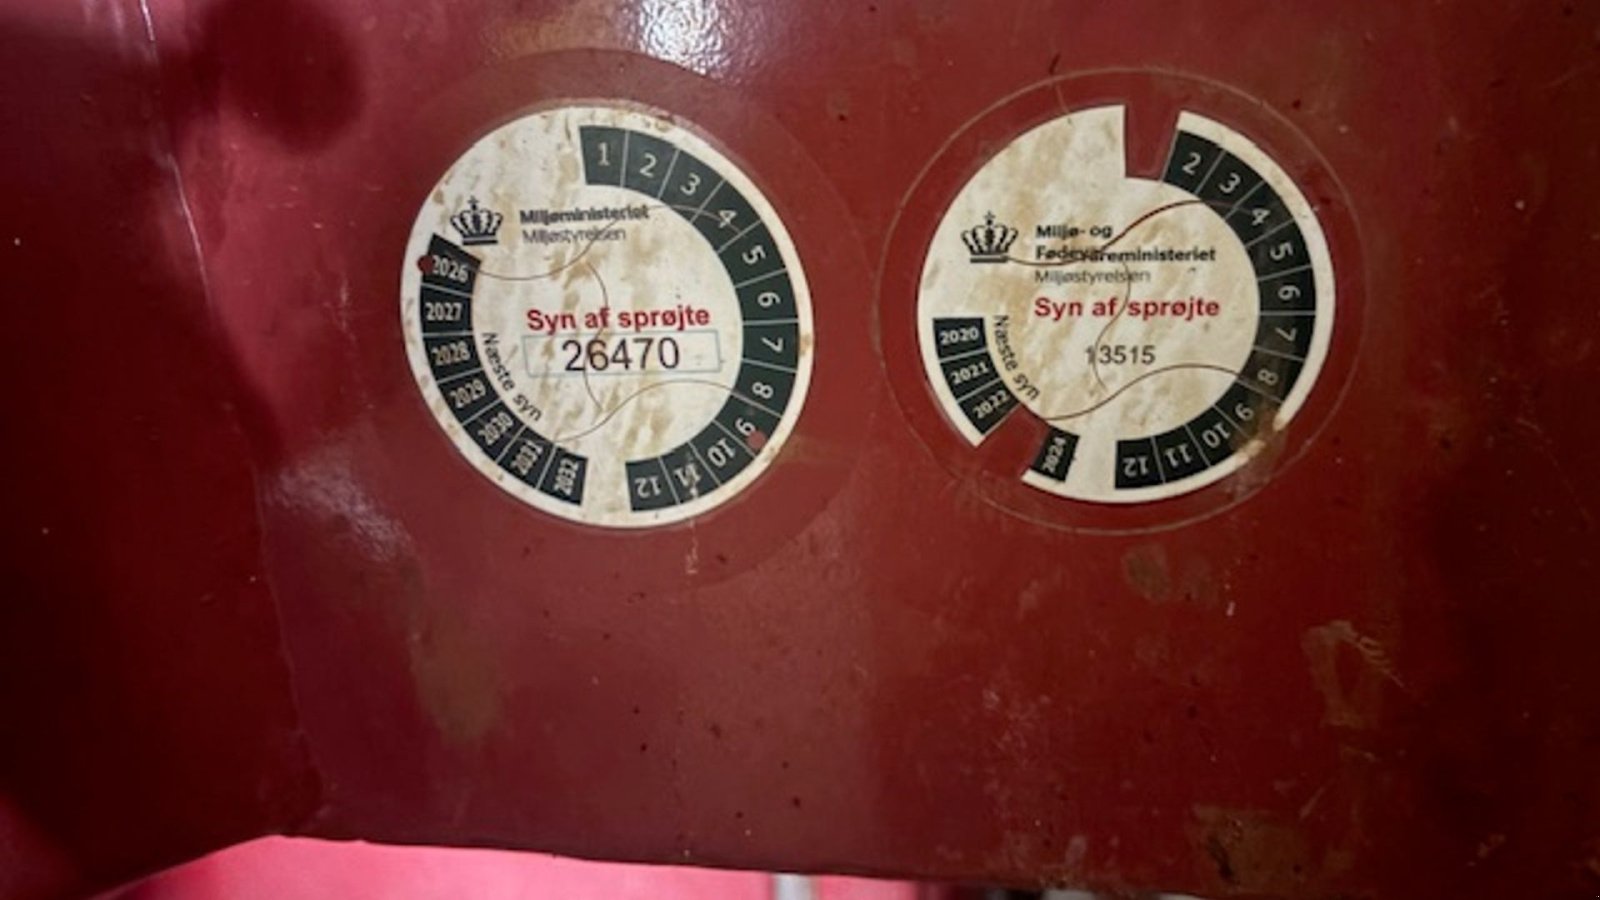 1 2 3 4 5 6 7 8 9 10 11 12
Miljøministeriet
Miljøstyrelsen
Syn af sprøjte
26470
Næste syn
2026 2027 2028 2029 2030 2031 2032
2 3 4 5 6 7 8 9 10 11 12
Miljø- og
Fødevareministeriet
Miljøstyrelsen
Syn af sprøjte
13515
Næste syn
2020 2021 2022 2024